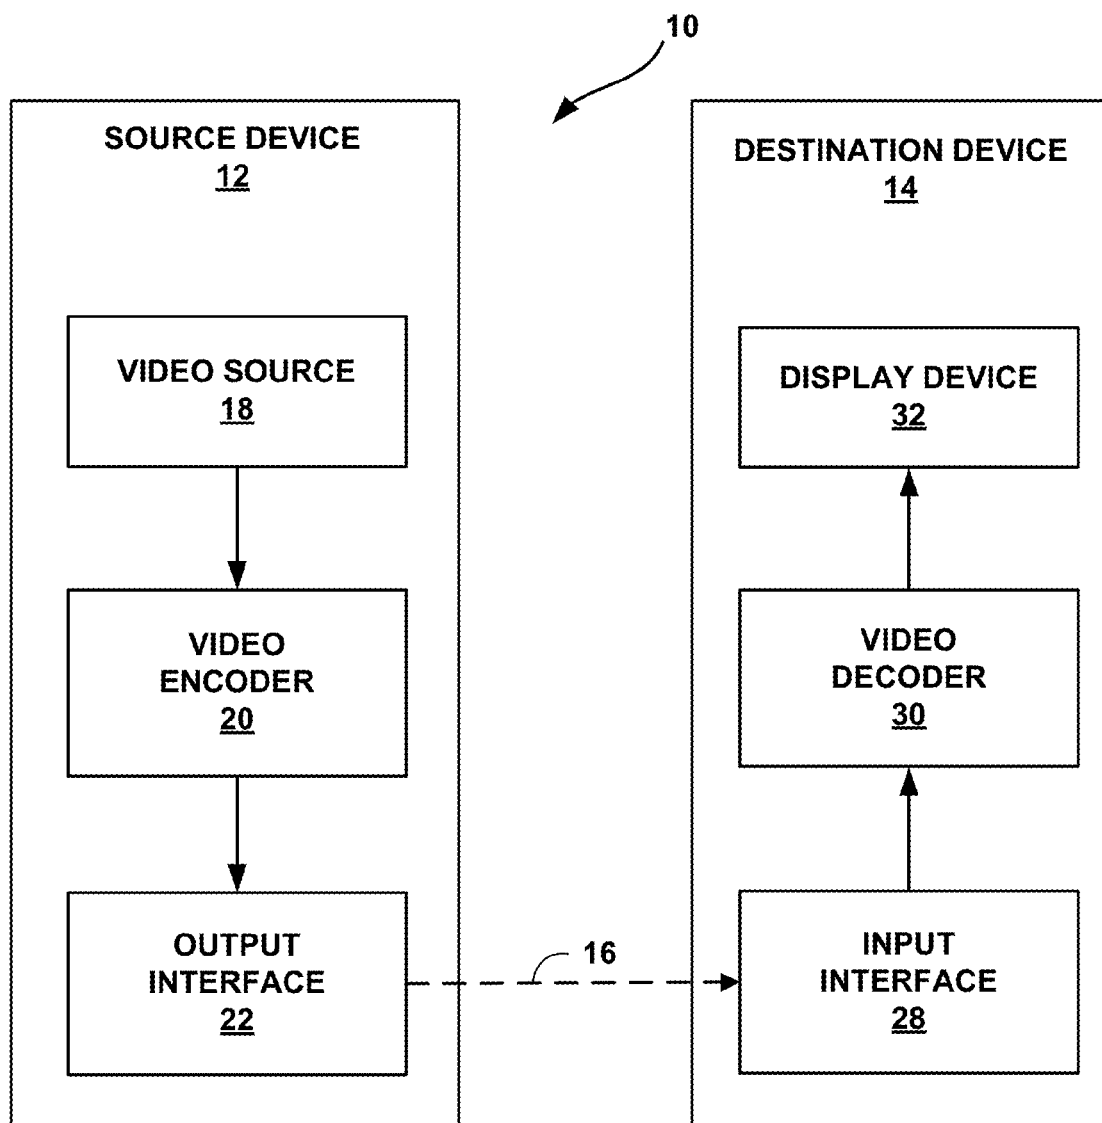 10
SOURCE DEVICE
12
VIDEO SOURCE
18
VIDEO
ENCODER
20
OUTPUT
INTERFACE
22
16
DESTINATION DEVICE
14
DISPLAY DEVICE
32
VIDEO
DECODER
30
INPUT
INTERFACE
28